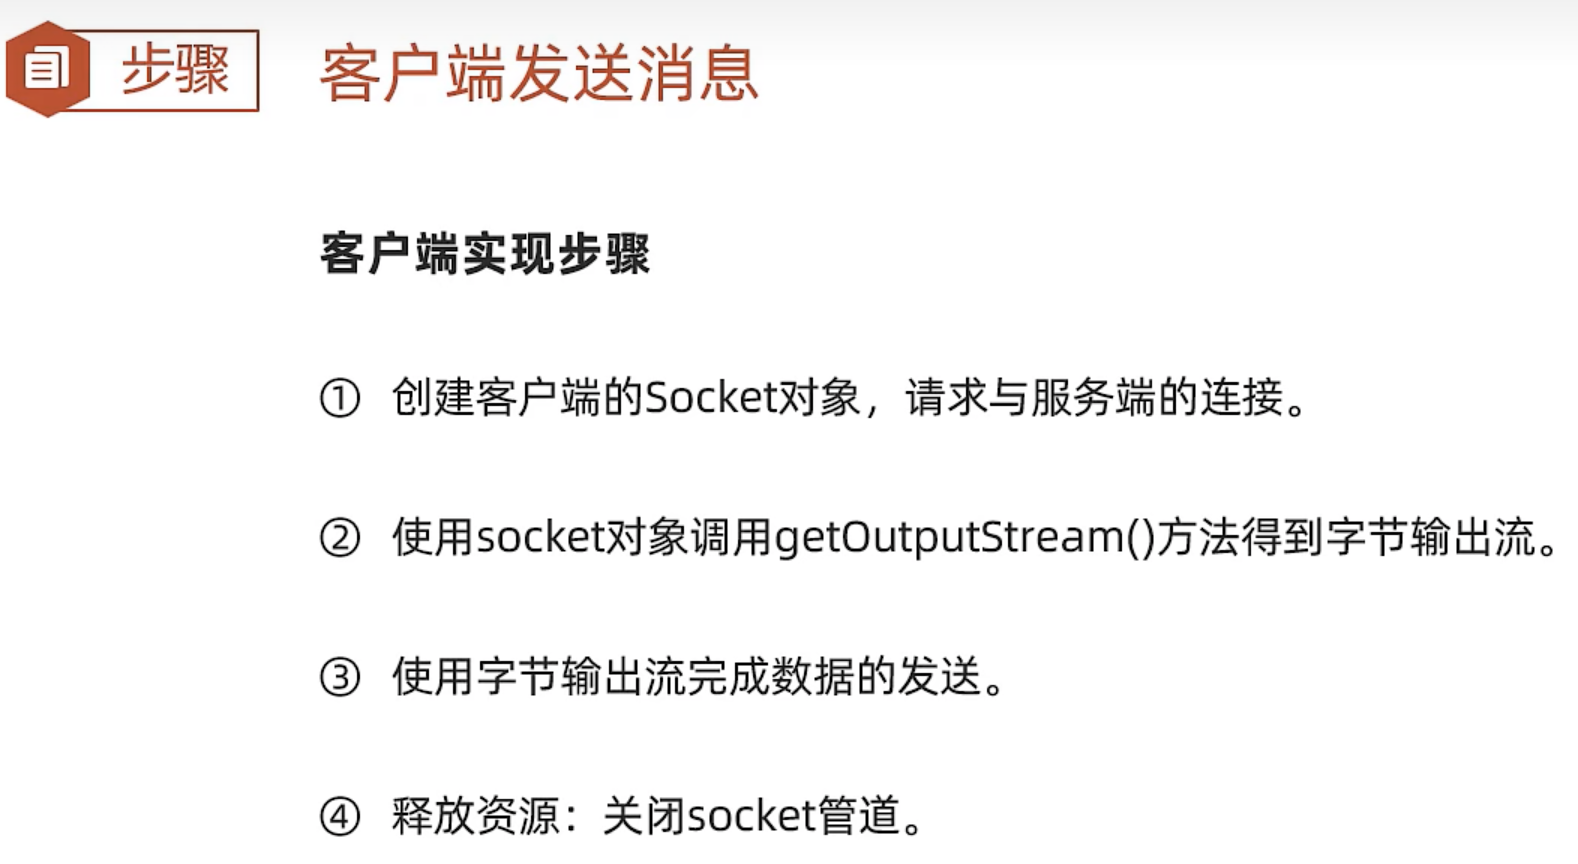 步骤
客户端发送消息
客户端实现步骤
① 创建客户端的Socket对象，请求与服务端的连接。
② 使用socket对象调用getOutputStream()方法得到字节输出流。
③ 使用字节输出流完成数据的发送。
④ 释放资源：关闭socket管道。